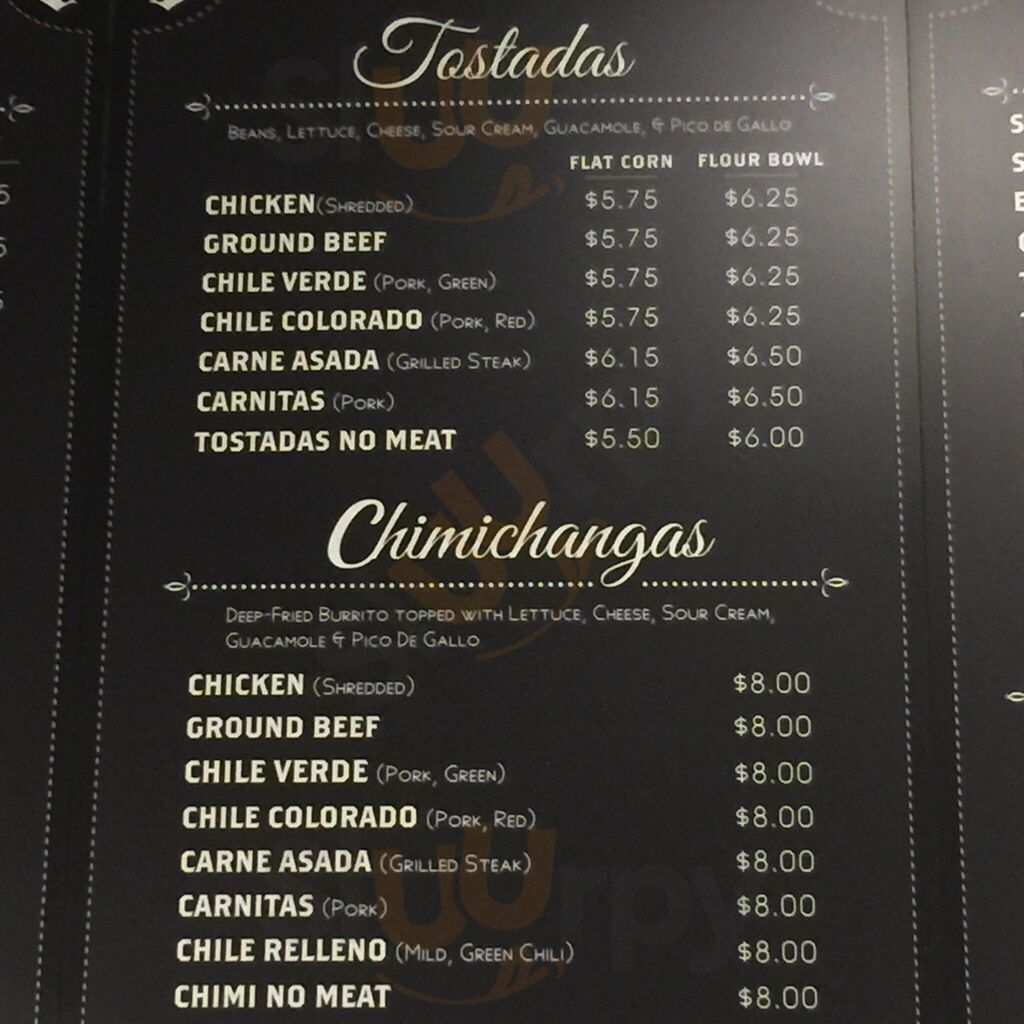 Tostadas
BEANS, LETTUCE, CHEESE, SOUR CREAM, GUACAMOLE, & PICO DE GALLO
FLAT CORN FLOUR BOWL
CHICKEN (SHREDDED) $5.75 $6.25
GROUND BEEF $5.75 $6.25
CHILE VERDE (PORK, GREEN) $5.75 $6.25
CHILE COLORADO (PORK, RED) $5.75 $6.25
CARNE ASADA (GRILLED STEAK) $6.15 $6.50
CARNITAS (PORK) $6.15 $6.50
TOSTADAS NO MEAT $5.50 $6.00
Chimichangas
DEEP-FRIED BURRITO TOPPED WITH LETTUCE, CHEESE, SOUR CREAM,
GUACAMOLE & PICO DE GALLO
CHICKEN (SHREDDED) $8.00
GROUND BEEF $8.00
CHILE VERDE (PORK, GREEN) $8.00
CHILE COLORADO (PORK, RED) $8.00
CARNE ASADA (GRILLED STEAK) $8.00
CARNITAS (PORK) $8.00
CHILE RELLENO (MILD, GREEN CHILI) $8.00
CHIMI NO MEAT $8.00